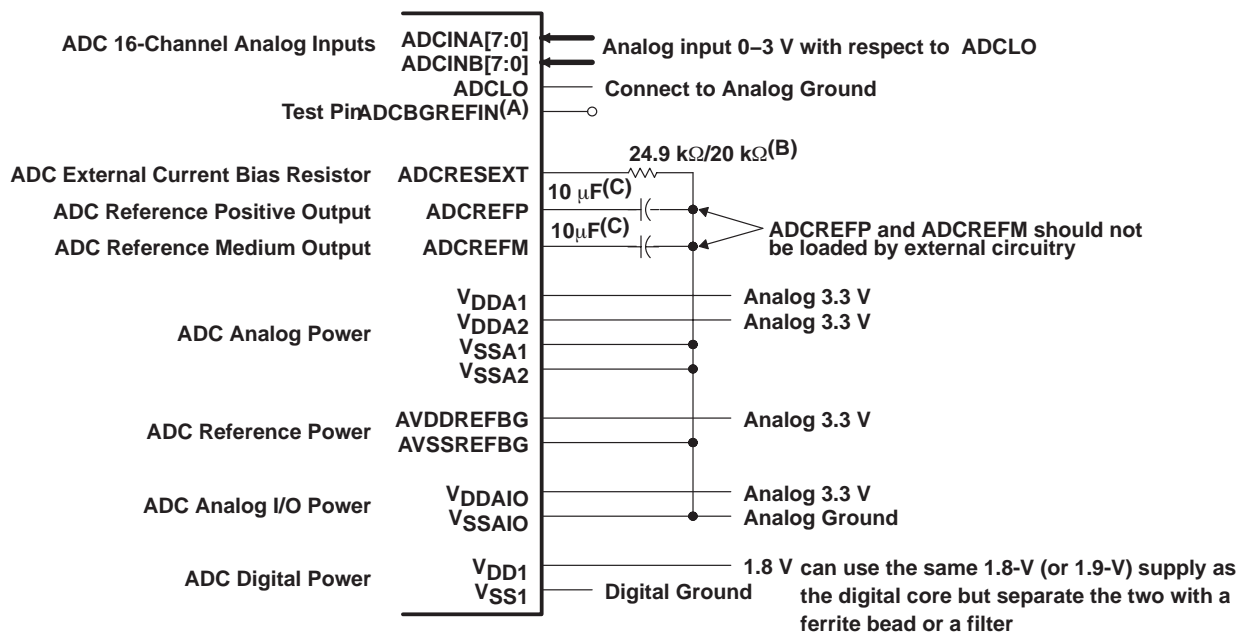 ADC 16-Channel Analog Inputs
ADCINA[7:0]
ADCINB[7:0]
Analog input 0–3 V with respect to ADCLO
ADCLO
Connect to Analog Ground
Test Pin
ADCBGREFIN(A)
24.9 kΩ/20 kΩ(B)
ADC External Current Bias Resistor
ADCRESEXT
10 μF(C)
ADC Reference Positive Output
ADCREFP
10μF(C)
ADC Reference Medium Output
ADCREFM
ADCREFP and ADCREFM should not
be loaded by external circuitry
ADC Analog Power
VDDA1
Analog 3.3 V
VDDA2
Analog 3.3 V
VSSA1
VSSA2
ADC Reference Power
AVDDREFBG
Analog 3.3 V
AVSSREFBG
ADC Analog I/O Power
VDDAIO
Analog 3.3 V
VSSAIO
Analog Ground
ADC Digital Power
VDD1
1.8 V can use the same 1.8-V (or 1.9-V) supply as
the digital core but separate the two with a
ferrite bead or a filter
VSS1
Digital Ground